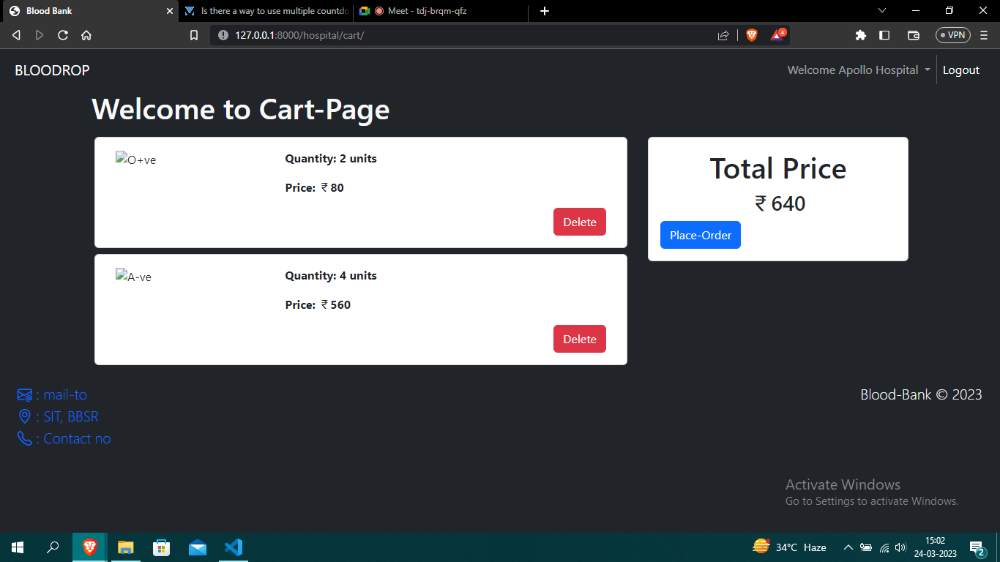 Blood Bank
Is there a way to use multiple countdo
Meet - tdj-brqm-qfz
127.0.0.1:8000/hospital/cart/
4
VPN
BLOODROP
Welcome Apollo Hospital
Logout
Welcome to Cart-Page
O+ve
Quantity: 2 units
Price: ₹ 80
Delete
A-ve
Quantity: 4 units
Price: ₹ 560
Delete
Total Price
₹ 640
Place-Order
: mail-to
: SIT, BBSR
: Contact no
Blood-Bank © 2023
Activate Windows
Go to Settings to activate Windows.
34°C Haze
15:02
24-03-2023
2